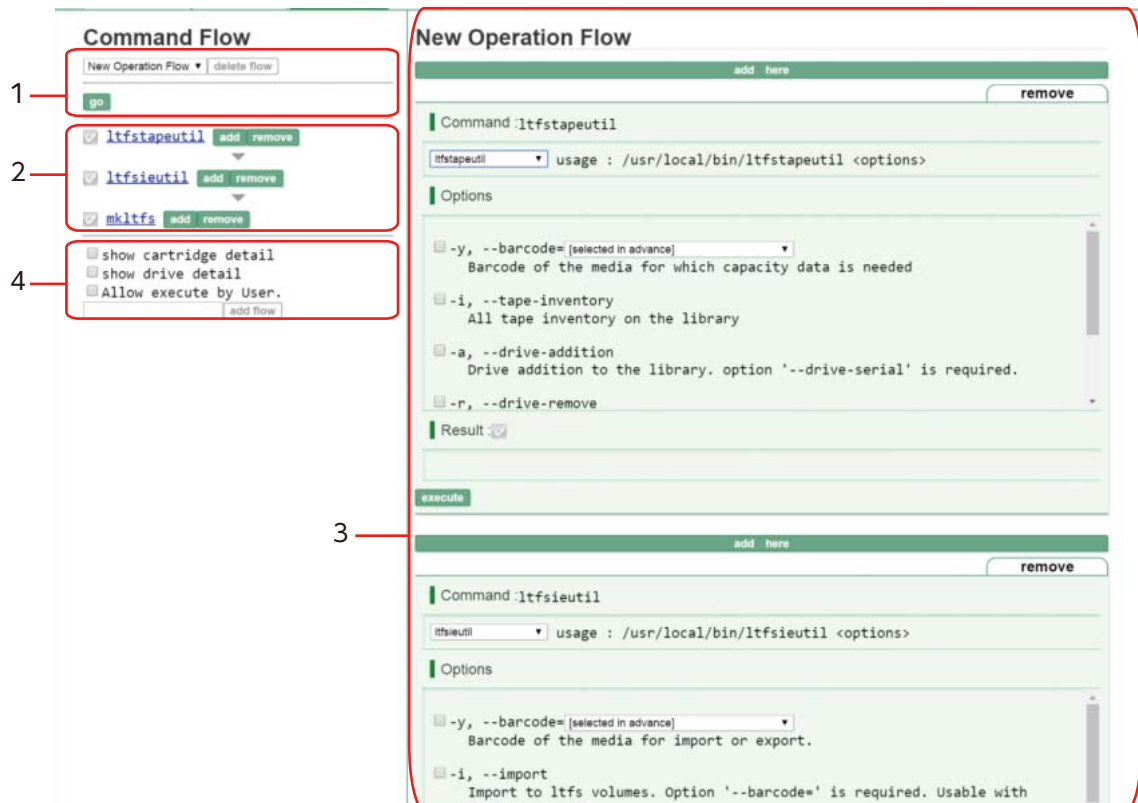 Command Flow
1
New Operation Flow delete flow
go
2
ltfstapeutil add remove
ltfsieutil add remove
mkltfs add remove
4
show cartridge detail
show drive detail
Allow execute by User.
add flow
3
New Operation Flow
add here
remove
Command :ltfstapeutil
ltfstapeutil usage : /usr/local/bin/ltfstapeutil <options>
Options
-y, --barcode= [selected in advance]
Barcode of the media for which capacity data is needed
-i, --tape-inventory
All tape inventory on the library
-a, --drive-addition
Drive addition to the library. option '--drive-serial' is required.
-r, --drive-remove
Result :
execute
add here
remove
Command :ltfsieutil
ltfsieutil usage : /usr/local/bin/ltfsieutil <options>
Options
-y, --barcode= [selected in advance]
Barcode of the media for import or export.
-i, --import
Import to ltfs volumes. Option '--barcode=' is required. Usable with